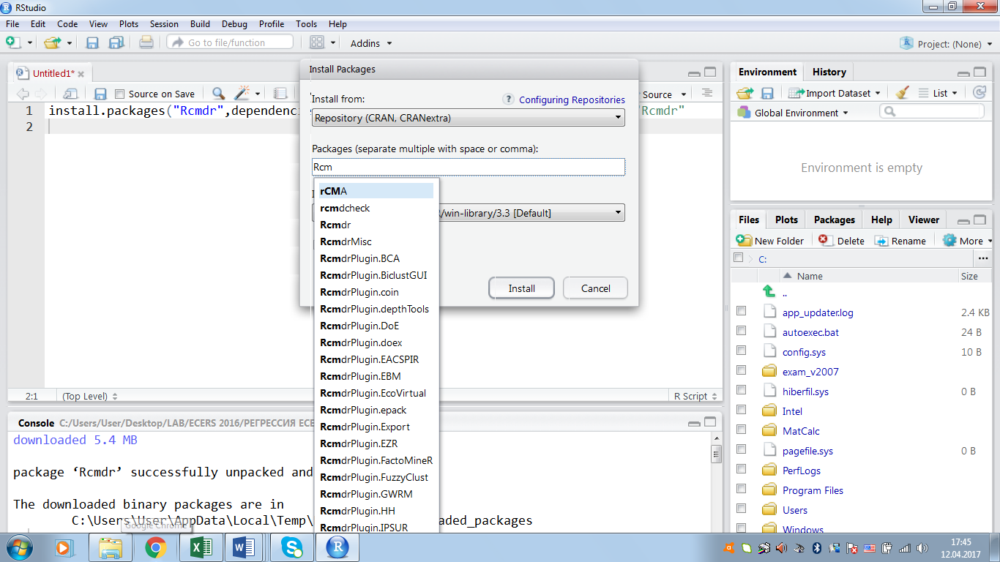 RStudio
File Edit Code View Plots Session Build Debug Profile Tools Help
Go to file/function Addins Project: (None)
Untitled1*
Source on Save Source
1 install.packages("Rcmdr",dependenci Rcmdr"
2
2:1 (Top Level) R Script
Install Packages
Install from: ? Configuring Repositories
Repository (CRAN, CRANextra)
Packages (separate multiple with space or comma):
Rcm
/win-library/3.3 [Default]
rCMA
rcmdcheck
Rcmdr
RcmdrMisc
RcmdrPlugin.BCA
RcmdrPlugin.BiclustGUI
RcmdrPlugin.coin
RcmdrPlugin.depthTools
RcmdrPlugin.DoE
RcmdrPlugin.doex
RcmdrPlugin.EACSPIR
RcmdrPlugin.EBM
RcmdrPlugin.EcoVirtual
RcmdrPlugin.epack
RcmdrPlugin.Export
RcmdrPlugin.EZR
RcmdrPlugin.FactoMineR
RcmdrPlugin.FuzzyClust
RcmdrPlugin.GWRM
RcmdrPlugin.HH
RcmdrPlugin.IPSUR
Install Cancel
Console C:/Users/User/Desktop/LAB/ECERS 2016/РЕГРЕССИЯ ECE
downloaded 5.4 MB
package ‘Rcmdr’ successfully unpacked and
The downloaded binary packages are in
C:\Users\User\AppData\Local\Temp\ aded_packages
Google Chrome
Environment History
Import Dataset List
Global Environment
Environment is empty
Files Plots Packages Help Viewer
New Folder Delete Rename More
C: ...
Name Size
..
app_updater.log 2.4 KB
autoexec.bat 24 B
config.sys 10 B
exam_v2007
hiberfil.sys 0 B
Intel
MatCalc
pagefile.sys 0 B
PerfLogs
Program Files
Users
Windows
17:45
12.04.2017